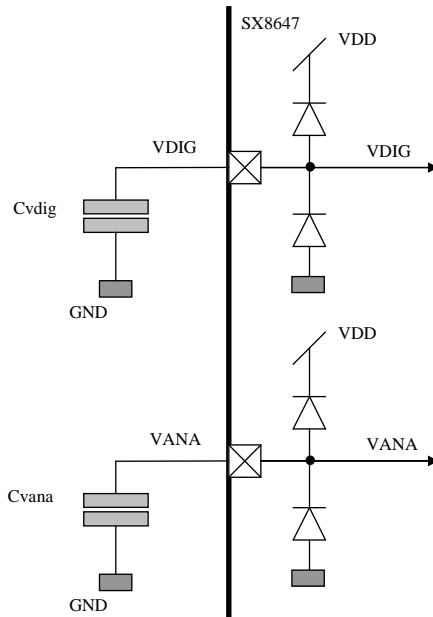 SX8647
VDD
VDIG
VDIG
Cvdig
GND
VDD
VANA
VANA
Cvana
GND